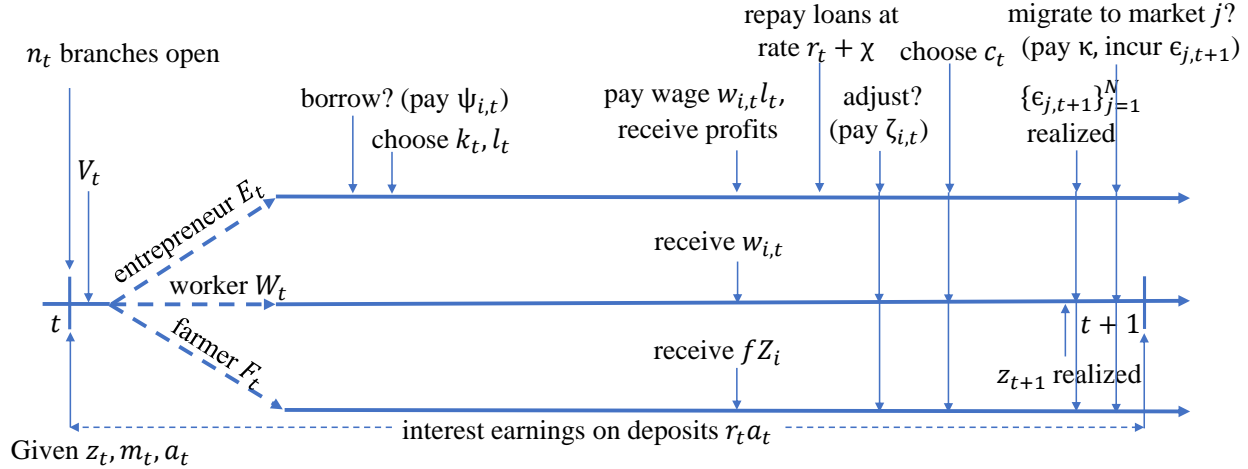 repay loans at
rate r_t + χ
migrate to market j?
(pay κ, incur ϵ_{j,t+1})
n_t branches open
choose c_t
borrow? (pay ψ_{i,t})
choose k_t, l_t
pay wage w_{i,t}l_t,
receive profits
adjust?
(pay ζ_{i,t})
{ϵ_{j,t+1}}_{j=1}^N
realized
V_t
entrepreneur E_t
receive w_{i,t}
worker W_t
t
t + 1
farmer F_t
receive fZ_i
z_{t+1} realized
interest earnings on deposits r_t a_t
Given z_t, m_t, a_t